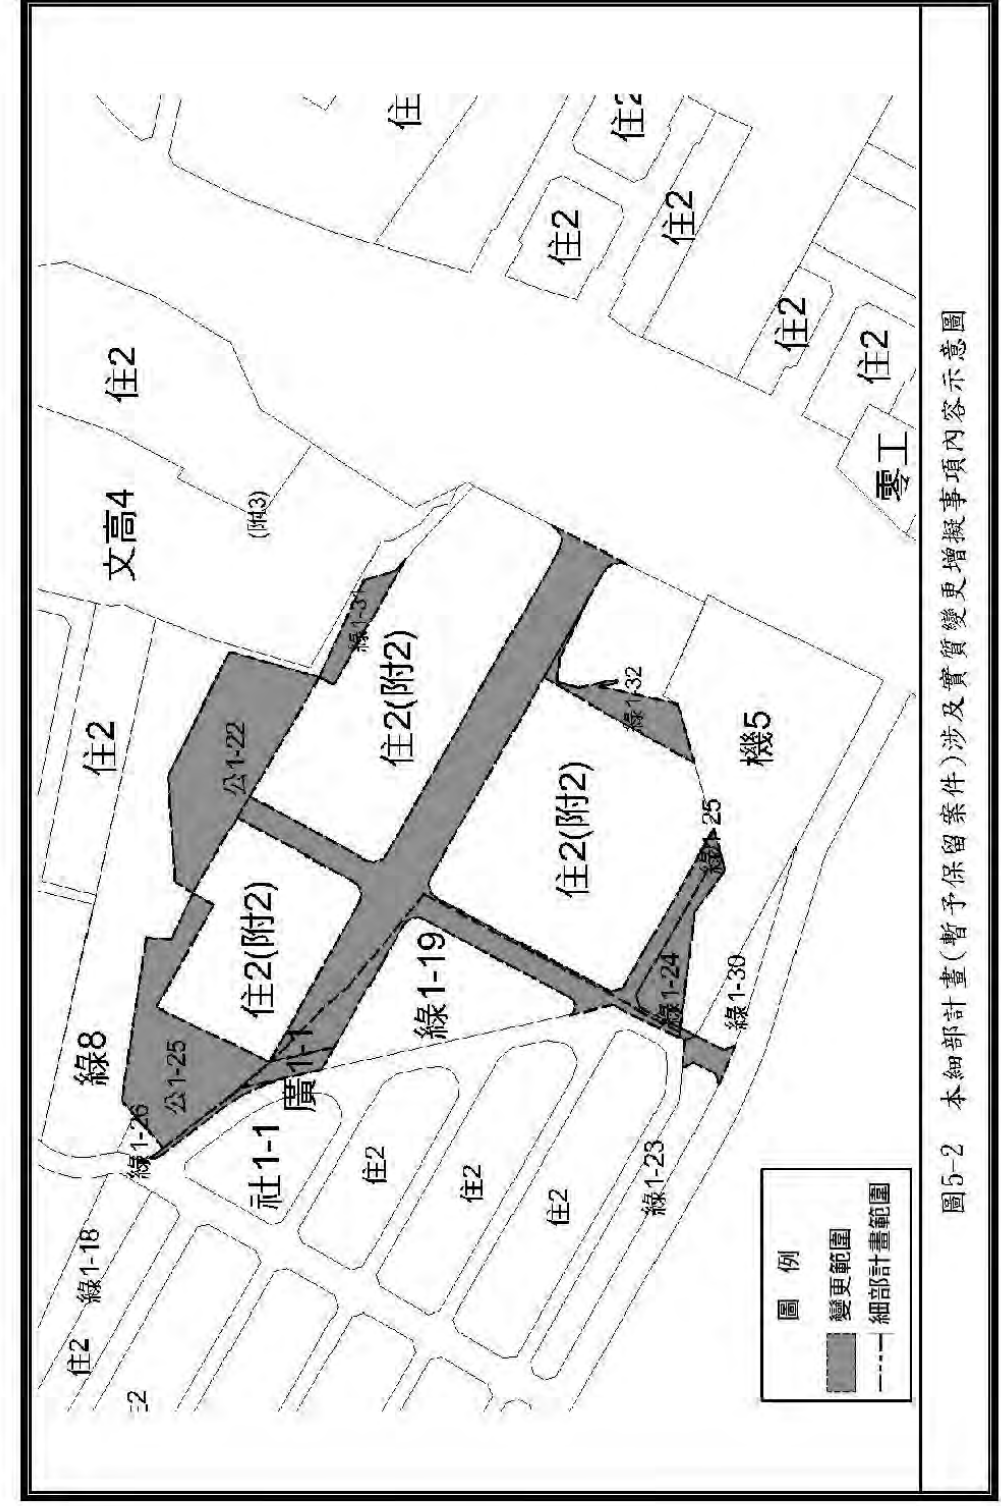 住2
住2
住2
住2
住2
住2
零工
住2
文高4
(附3)
住2
綠1-31
公1-22
住2(附2)
綠1-32
機5
住2(附2)
綠1-25
住2(附2)
綠1-19
綠1-24
綠1-30
綠8
公1-25
廣1-1
綠1-26
社1-1
住2
住2
住2
綠1-23
綠1-18
住2
圖 例
變更範圍
細部計畫範圍
圖5-2 本細部計畫(暫予保留案件)涉及實質變更增擬事項內容示意圖